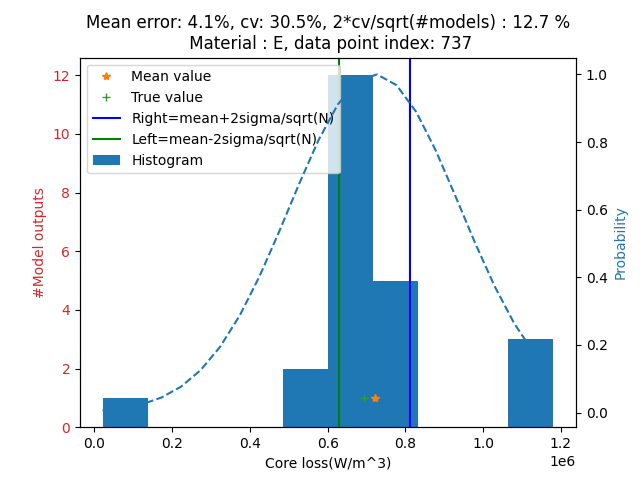 Mean error: 4.1%, cv: 30.5%, 2*cv/sqrt(#models) : 12.7 %
Material : E, data point index: 737
Mean value
True value
Right=mean+2sigma/sqrt(N)
Left=mean-2sigma/sqrt(N)
Histogram
#Model outputs
12
10
8
6
4
2
0
1.0
0.8
0.6
0.4
0.2
0.0
Probability
0.0 0.2 0.4 0.6 0.8 1.0 1.2
1e6
Core loss(W/m^3)